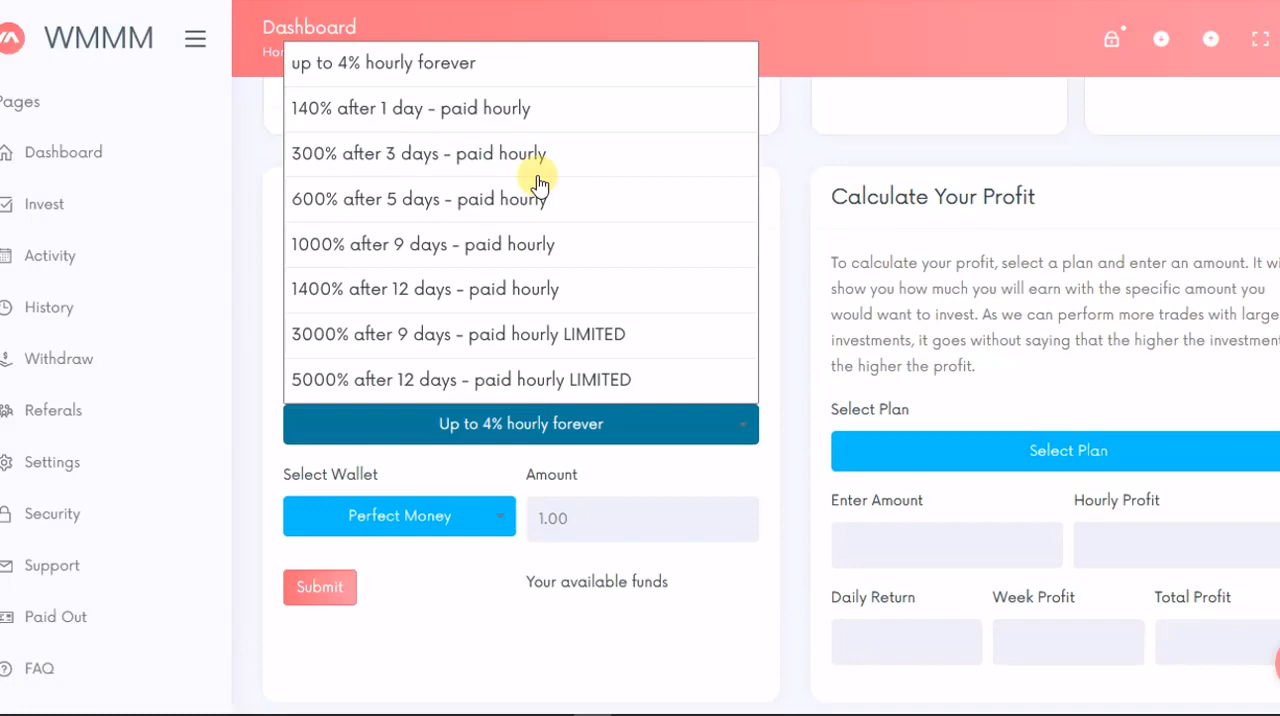 WMMM
Pages
Dashboard
Invest
Activity
History
Withdraw
Referals
Settings
Security
Support
Paid Out
FAQ
Dashboard
up to 4% hourly forever
140% after 1 day - paid hourly
300% after 3 days - paid hourly
600% after 5 days - paid hourly
1000% after 9 days - paid hourly
1400% after 12 days - paid hourly
3000% after 9 days - paid hourly LIMITED
5000% after 12 days - paid hourly LIMITED
Up to 4% hourly forever
Select Wallet
Amount
Perfect Money
1.00
Submit
Your available funds
Calculate Your Profit
To calculate your profit, select a plan and enter an amount. It
show you how much you will earn with the specific amount you
would want to invest. As we can perform more trades with large
investments, it goes without saying that the higher the investment
the higher the profit.
Select Plan
Select Plan
Enter Amount
Hourly Profit
Daily Return
Week Profit
Total Profit